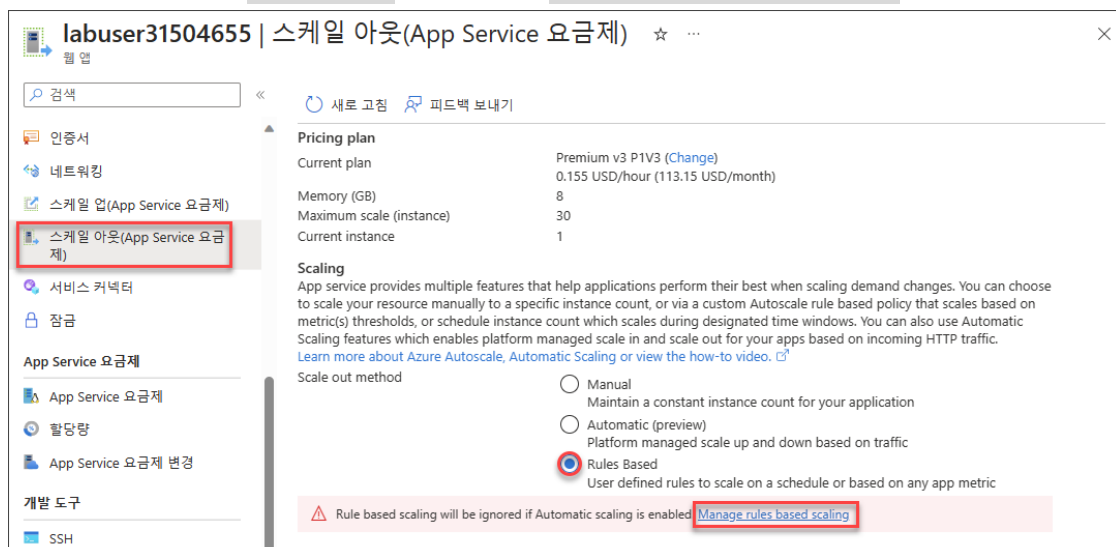 labuser31504655 | 스케일 아웃(App Service 요금제) ☆ ···
웹 앱
검색
새로 고침 피드백 보내기
인증서
네트워킹
스케일 업(App Service 요금제)
스케일 아웃(App Service 요금
제)
서비스 커넥터
잠금
App Service 요금제
App Service 요금제
할당량
App Service 요금제 변경
개발 도구
SSH
Pricing plan
Current plan Premium v3 P1V3 (Change)
0.155 USD/hour (113.15 USD/month)
Memory (GB) 8
Maximum scale (instance) 30
Current instance 1
Scaling
App service provides multiple features that help applications perform their best when scaling demand changes. You can choose
to scale your resource manually to a specific instance count, or via a custom Autoscale rule based policy that scales based on
metric(s) thresholds, or schedule instance count which scales during designated time windows. You can also use Automatic
Scaling features which enables platform managed scale in and scale out for your apps based on incoming HTTP traffic.
Learn more about Azure Autoscale, Automatic Scaling or view the how-to video.
Scale out method
Manual
Maintain a constant instance count for your application
Automatic (preview)
Platform managed scale up and down based on traffic
Rules Based
User defined rules to scale on a schedule or based on any app metric
Rule based scaling will be ignored if Automatic scaling is enabled Manage rules based scaling